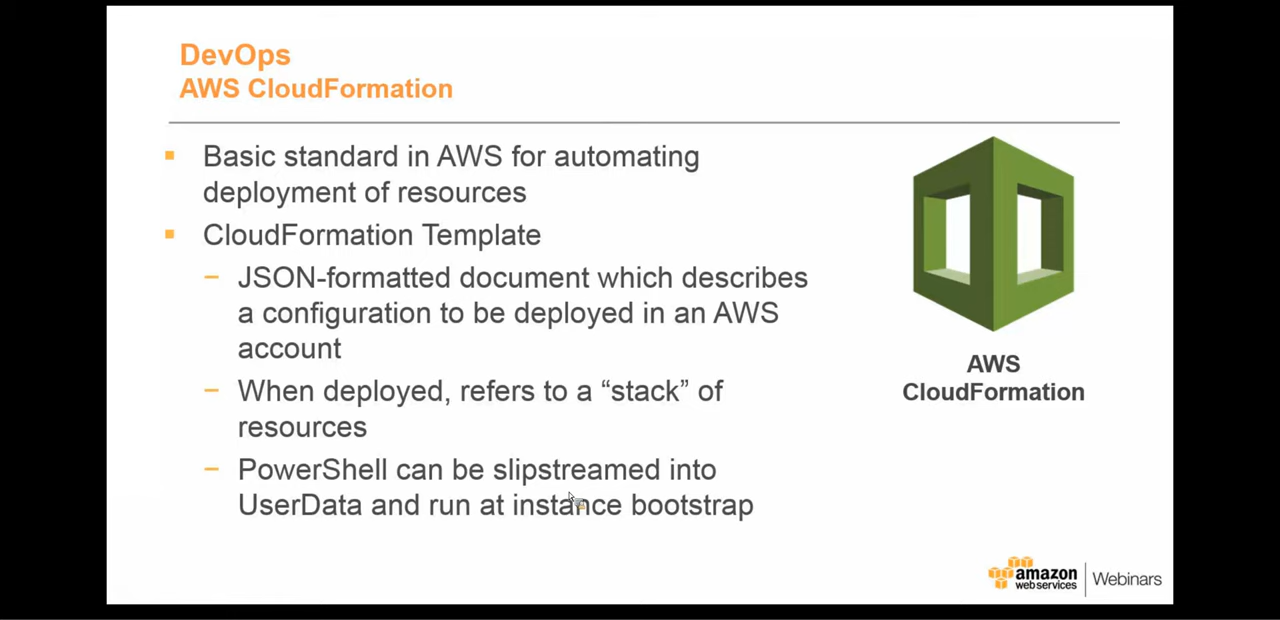 DevOps
AWS CloudFormation
▪ Basic standard in AWS for automating
deployment of resources
▪ CloudFormation Template
– JSON-formatted document which describes
a configuration to be deployed in an AWS
account
– When deployed, refers to a “stack” of
resources
– PowerShell can be slipstreamed into
UserData and run at instance bootstrap
AWS
CloudFormation
amazon
web services
Webinars